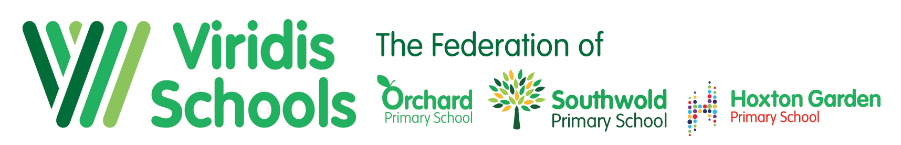 Viridis
Schools
The Federation of
Orchard
Primary School
Southwold
Primary School
Hoxton Garden
Primary School